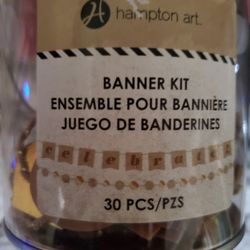 hampton art.
BANNER KIT
ENSEMBLE POUR BANNIÈRE
JUEGO DE BANDERINES
celebrate
30 PCS/PZS